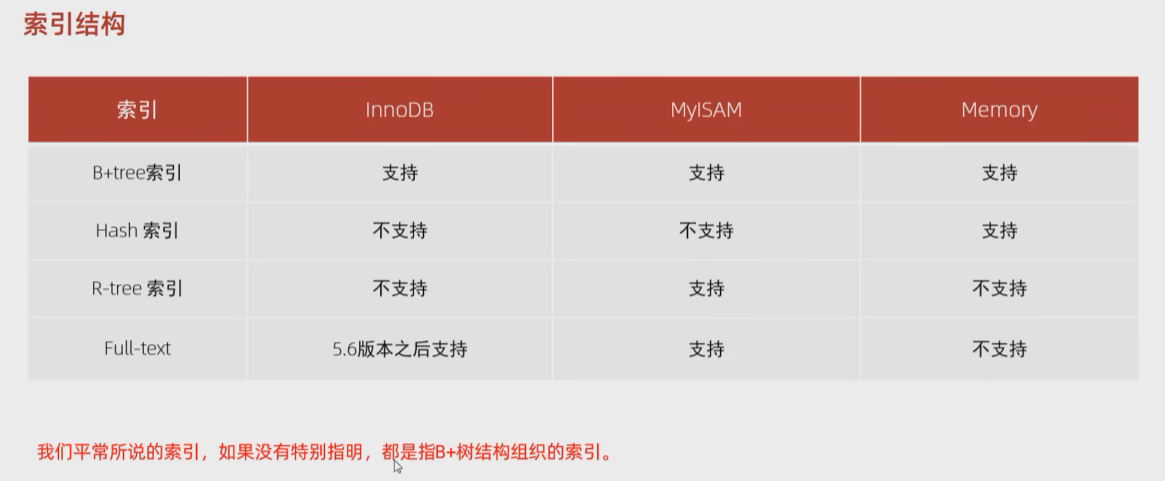 索引结构
索引 InnoDB MyISAM Memory
B+tree索引 支持 支持 支持
Hash 索引 不支持 不支持 支持
R-tree 索引 不支持 支持 不支持
Full-text 5.6版本之后支持 支持 不支持
我们平常所说的索引，如果没有特别指明，都是指B+树结构组织的索引。